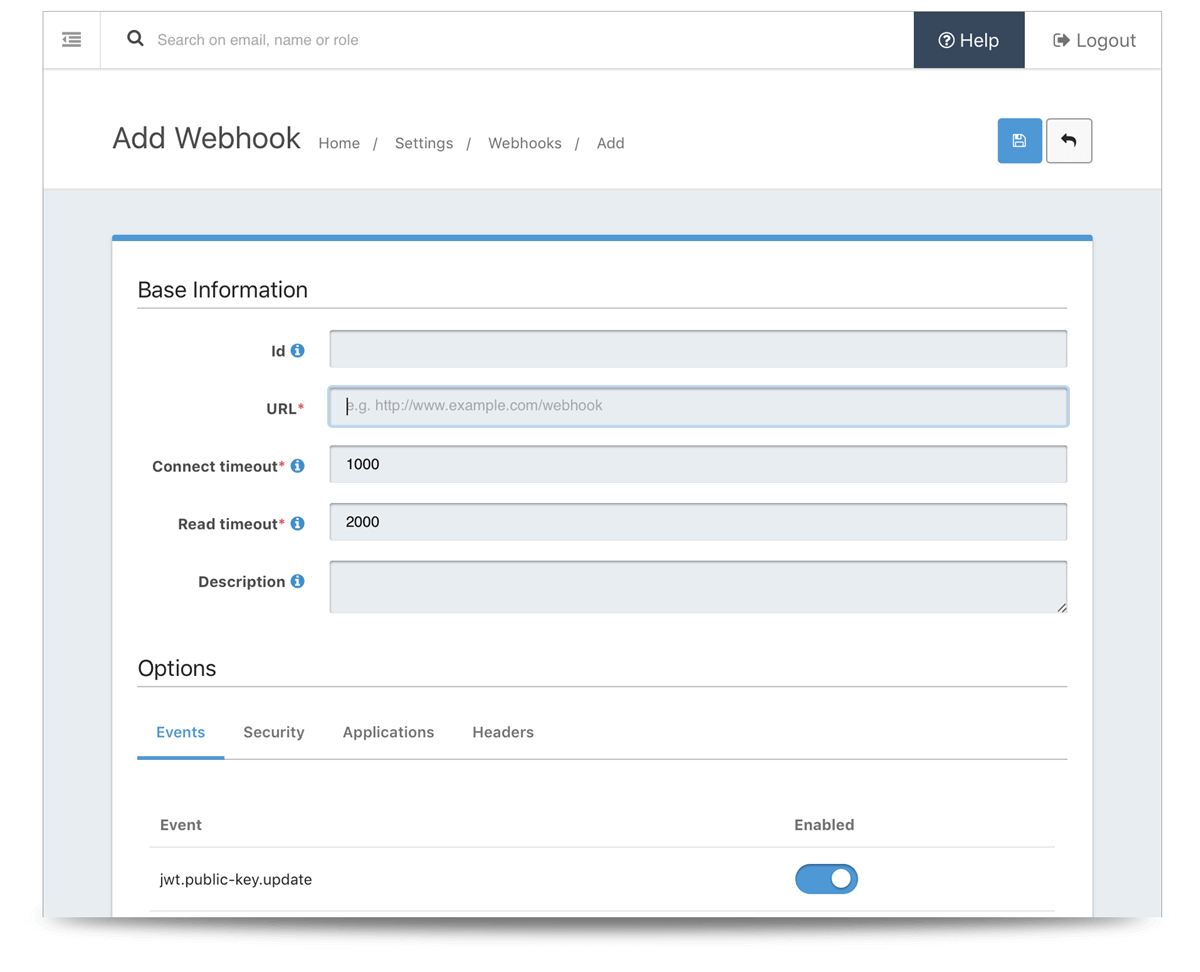 Search on email, name or role
Help
Logout
Add Webhook
Home / Settings / Webhooks / Add
Base Information
Id
URL*
e.g. http://www.example.com/webhook
Connect timeout*
1000
Read timeout*
2000
Description
Options
Events Security Applications Headers
Event Enabled
jwt.public-key.update